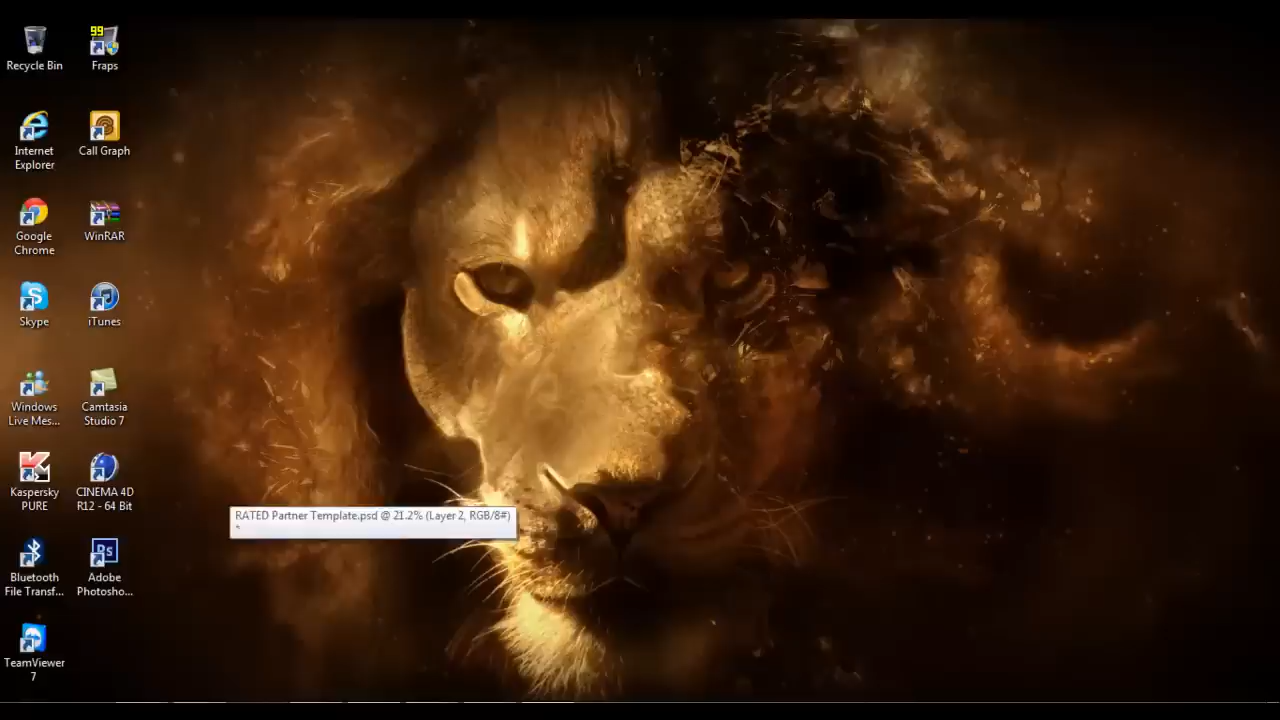 Recycle Bin
99
Fraps
Internet
Explorer
Call Graph
Google
Chrome
WinRAR
Skype
iTunes
Windows
Live Mes...
Camtasia
Studio 7
Kaspersky
PURE
CINEMA 4D
R12 - 64 Bit
Bluetooth
File Transf...
Ps
Adobe
Photosho...
TeamViewer
7
RATED Partner Template.psd @ 21.2% (Layer 2, RGB/8#)
*